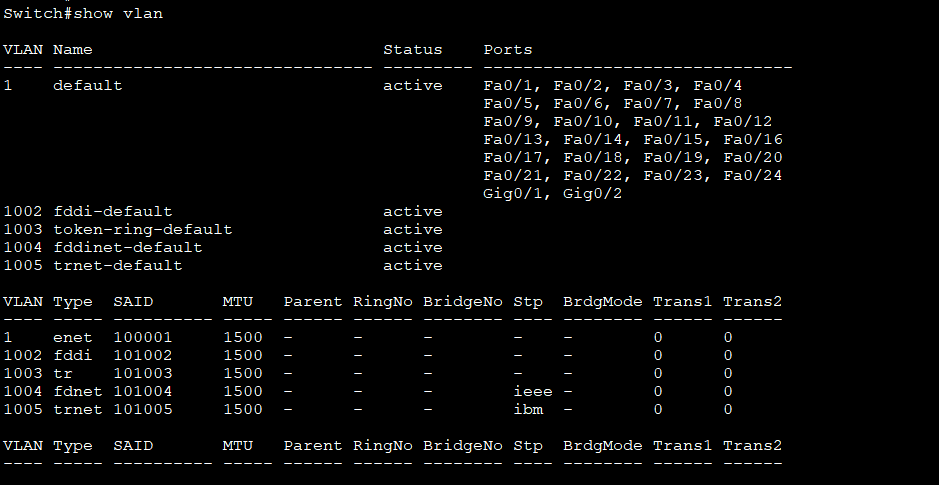 Switch#show vlan
VLAN Name                             Status    Ports
---- -------------------------------- --------- -------------------------------
1    default                          active    Fa0/1, Fa0/2, Fa0/3, Fa0/4
                                                Fa0/5, Fa0/6, Fa0/7, Fa0/8
                                                Fa0/9, Fa0/10, Fa0/11, Fa0/12
                                                Fa0/13, Fa0/14, Fa0/15, Fa0/16
                                                Fa0/17, Fa0/18, Fa0/19, Fa0/20
                                                Fa0/21, Fa0/22, Fa0/23, Fa0/24
                                                Gig0/1, Gig0/2
1002 fddi-default                     active
1003 token-ring-default               active
1004 fddinet-default                  active
1005 trnet-default                    active
VLAN Type  SAID       MTU   Parent RingNo BridgeNo Stp  BrdgMode Trans1 Trans2
---- ----- ---------- ----- ------ ------ -------- ---- -------- ------ ------
1    enet  100001     1500  -      -      -        -    -        0      0
1002 fddi  101002     1500  -      -      -        -    -        0      0
1003 tr    101003     1500  -      -      -        -    -        0      0
1004 fdnet 101004     1500  -      -      -        ieee -        0      0
1005 trnet 101005     1500  -      -      -        ibm  -        0      0
VLAN Type  SAID       MTU   Parent RingNo BridgeNo Stp  BrdgMode Trans1 Trans2
---- ----- ---------- ----- ------ ------ -------- ---- -------- ------ ------